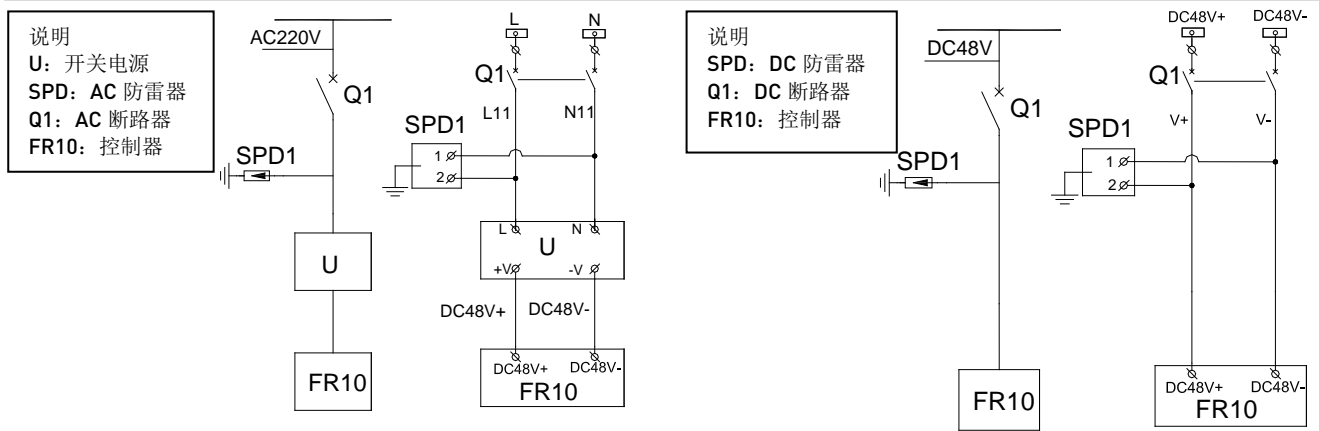 说明
U：开关电源
SPD：AC 防雷器
Q1：AC 断路器
FR10：控制器
AC220V
Q1
SPD1
U
FR10
L
N
Q1
L11
N11
SPD1
1
2
L
N
U
+V
-V
DC48V+
DC48V-
DC48V+
DC48V-
FR10
说明
SPD：DC 防雷器
Q1：DC 断路器
FR10：控制器
DC48V
Q1
SPD1
FR10
DC48V+
DC48V-
Q1
V+
V-
SPD1
1
2
DC48V+
DC48V-
FR10